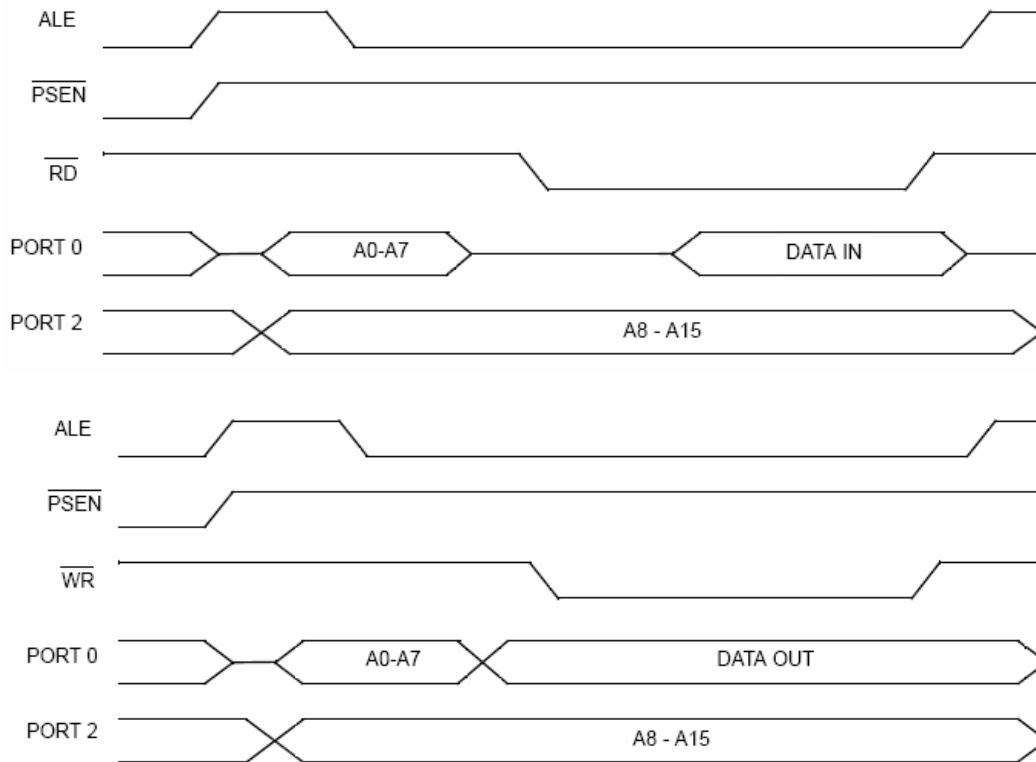 ALE
PSEN
RD
PORT 0 A0-A7 DATA IN
PORT 2 A8 - A15
ALE
PSEN
WR
PORT 0 A0-A7 DATA OUT
PORT 2 A8 - A15